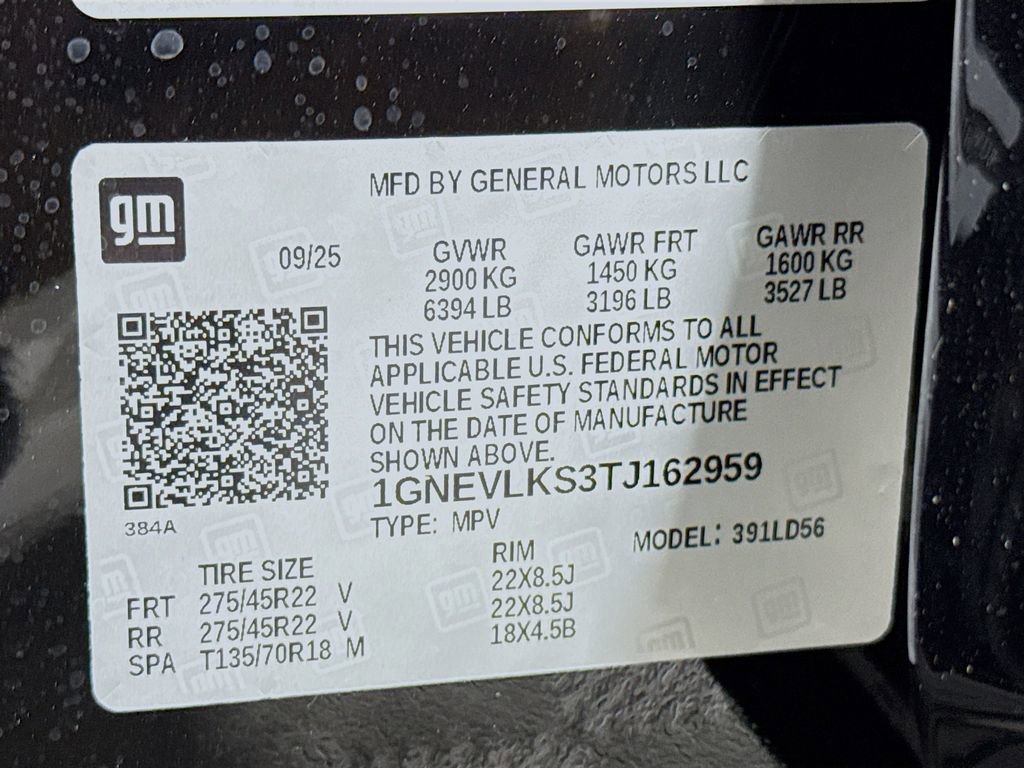 gm
MFD BY GENERAL MOTORS LLC
09/25 GVWR GAWR FRT GAWR RR
2900 KG 1450 KG 1600 KG
6394 LB 3196 LB 3527 LB
THIS VEHICLE CONFORMS TO ALL
APPLICABLE U.S. FEDERAL MOTOR
VEHICLE SAFETY STANDARDS IN EFFECT
ON THE DATE OF MANUFACTURE
SHOWN ABOVE.
1GNEVLKS3TJ162959
384A
TYPE: MPV MODEL: 391LD56
TIRE SIZE RIM
FRT 275/45R22 V 22X8.5J
RR 275/45R22 V 22X8.5J
SPA T135/70R18 M 18X4.5B